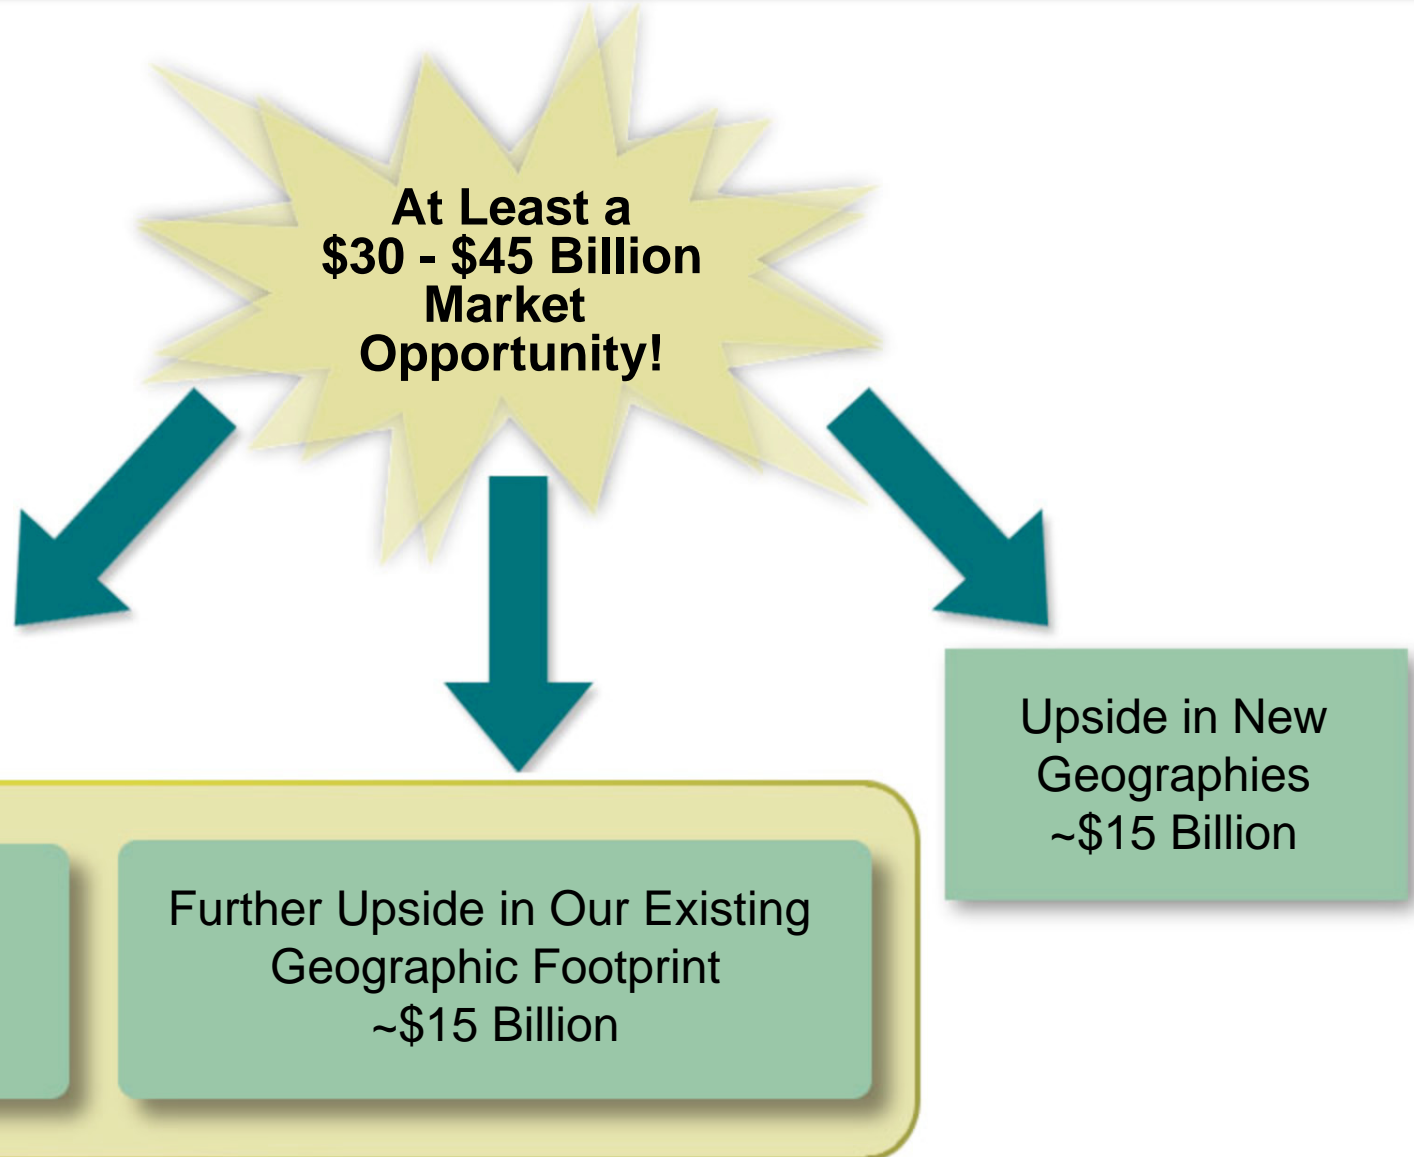 At Least a
$30 - $45 Billion
Market
Opportunity!
Upside in New
Geographies
~$15 Billion
Further Upside in Our Existing
Geographic Footprint
~$15 Billion